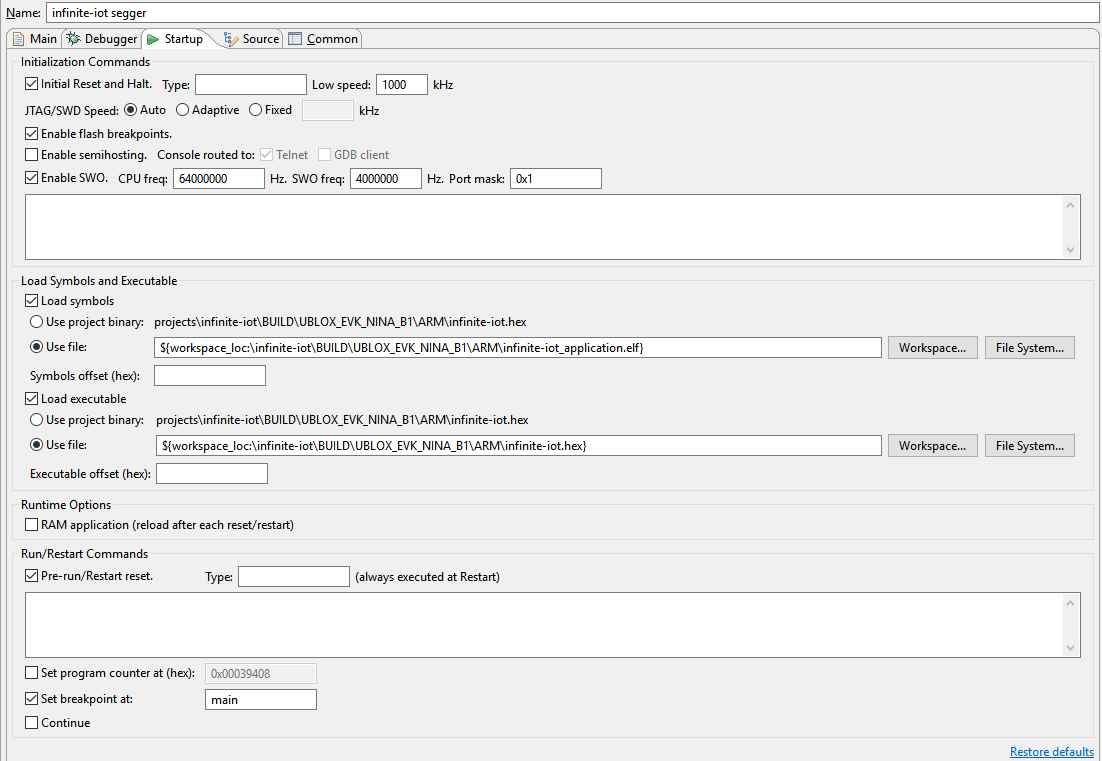 Name: infinite-iot segger
Main Debugger Startup Source Common
Initialization Commands
Initial Reset and Halt. Type: Low speed: 1000 kHz
JTAG/SWD Speed: Auto Adaptive Fixed kHz
Enable flash breakpoints.
Enable semihosting. Console routed to: Telnet GDB client
Enable SWO. CPU freq: 64000000 Hz. SWO freq: 4000000 Hz. Port mask: 0x1
Load Symbols and Executable
Load symbols
Use project binary: projects\infinite-iot\BUILD\UBLOX_EVK_NINA_B1\ARM\infinite-iot.hex
Use file: ${workspace_loc:\infinite-iot\BUILD\UBLOX_EVK_NINA_B1\ARM\infinite-iot_application.elf} Workspace... File System...
Symbols offset (hex):
Load executable
Use project binary: projects\infinite-iot\BUILD\UBLOX_EVK_NINA_B1\ARM\infinite-iot.hex
Use file: ${workspace_loc:\infinite-iot\BUILD\UBLOX_EVK_NINA_B1\ARM\infinite-iot.hex} Workspace... File System...
Executable offset (hex):
Runtime Options
RAM application (reload after each reset/restart)
Run/Restart Commands
Pre-run/Restart reset. Type: (always executed at Restart)
Set program counter at (hex): 0x00039408
Set breakpoint at: main
Continue
Restore defaults